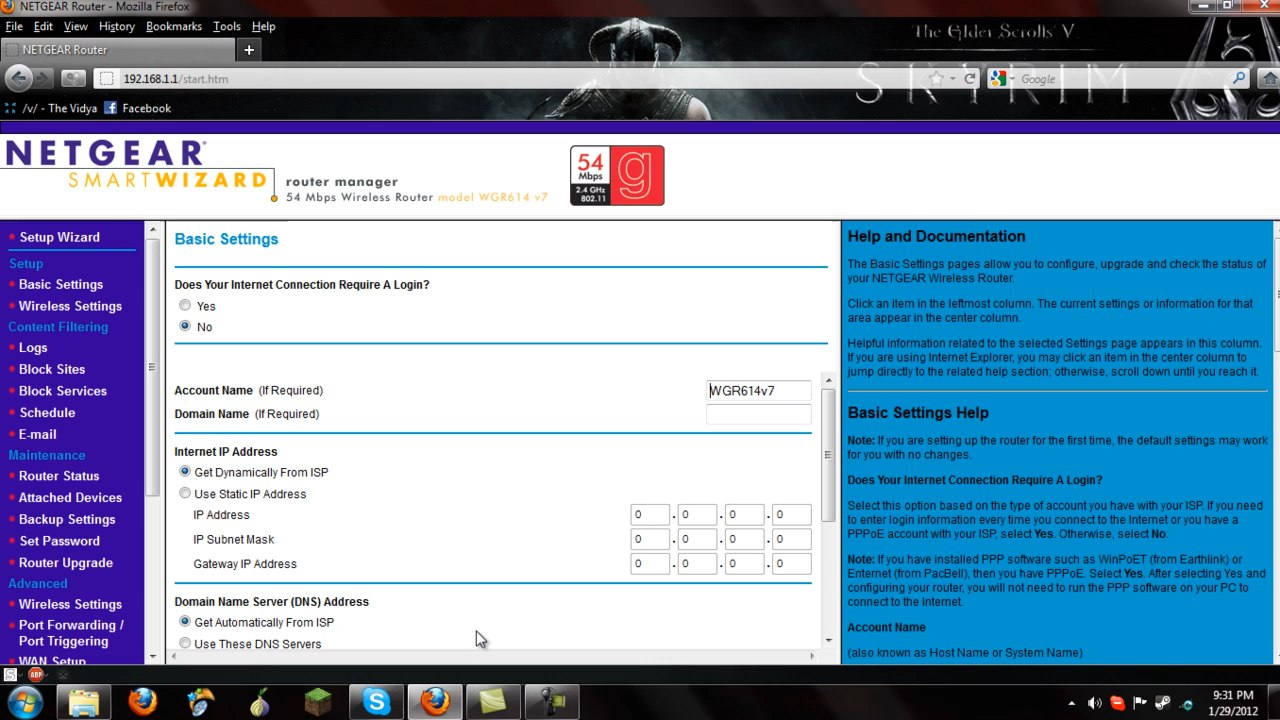 NETGEAR Router - Mozilla Firefox
File Edit View History Bookmarks Tools Help
The Elder Scrolls V
SKYRIM
NETGEAR Router
192.168.1.1/start.htm
Google
/v/ - The Vidya Facebook
NETGEAR®
SMARTWIZARD
router manager
54 Mbps Wireless Router model WGR614 v7
54
Mbps
2.4 GHz
802.11
g
Setup Wizard
Setup
Basic Settings
Wireless Settings
Content Filtering
Logs
Block Sites
Block Services
Schedule
E-mail
Maintenance
Router Status
Attached Devices
Backup Settings
Set Password
Router Upgrade
Advanced
Wireless Settings
Port Forwarding /
Port Triggering
WAN Setup
Basic Settings
Does Your Internet Connection Require A Login?
Yes
No
Account Name (If Required) WGR614v7
Domain Name (If Required)
Internet IP Address
Get Dynamically From ISP
Use Static IP Address
IP Address 0 . 0 . 0 . 0
IP Subnet Mask 0 . 0 . 0 . 0
Gateway IP Address 0 . 0 . 0 . 0
Domain Name Server (DNS) Address
Get Automatically From ISP
Use These DNS Servers
Help and Documentation
The Basic Settings pages allow you to configure, upgrade and check the status of
your NETGEAR Wireless Router.
Click an item in the leftmost column. The current settings or information for that
area appear in the center column.
Helpful information related to the selected Settings page appears in this column.
If you are using Internet Explorer, you may click an item in the center column to
jump directly to the related help section; otherwise, scroll down until you reach it.
Basic Settings Help
Note: If you are setting up the router for the first time, the default settings may work
for you with no changes.
Does Your Internet Connection Require A Login?
Select this option based on the type of account you have with your ISP. If you need
to enter login information every time you connect to the Internet or you have a
PPPoE account with your ISP, select Yes. Otherwise, select No.
Note: If you have installed PPP software such as WinPoET (from Earthlink) or
Enternet (from PacBell), then you have PPPoE. Select Yes. After selecting Yes and
configuring your router, you will not need to run the PPP software on your PC to
connect to the Internet.
Account Name
(also known as Host Name or System Name)
S ABP
9:31 PM
1/29/2012